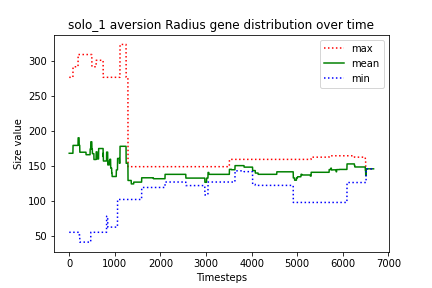 solo_1 aversion Radius gene distribution over time
max
mean
min
Size value
300
250
200
150
100
50
0 1000 2000 3000 4000 5000 6000 7000
Timesteps